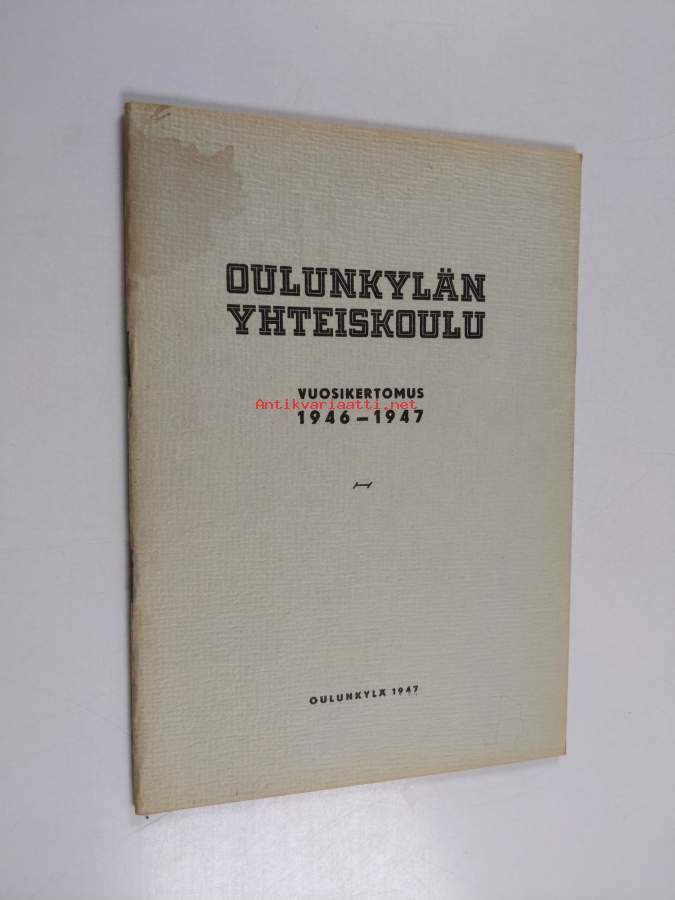 OULUNKYLÄN
YHTEISKOULU
VUOSIKERTOMUS
Antikvariaatti.net
1946–1947
OULUNKYLÄ 1947